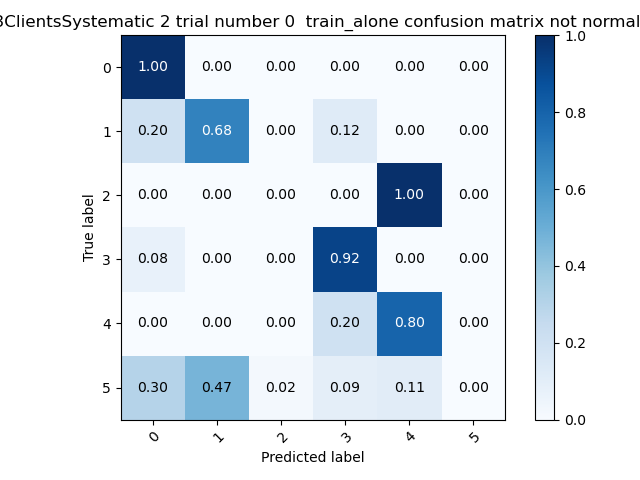 3ClientsSystematic 2 trial number 0 train_alone confusion matrix not normal
0 1.00 0.00 0.00 0.00 0.00 0.00
1 0.20 0.68 0.00 0.12 0.00 0.00
2 0.00 0.00 0.00 0.00 1.00 0.00
3 0.08 0.00 0.00 0.92 0.00 0.00
4 0.00 0.00 0.00 0.20 0.80 0.00
5 0.30 0.47 0.02 0.09 0.11 0.00
0 1 2 3 4 5
True label
Predicted label
1.0
0.8
0.6
0.4
0.2
0.0